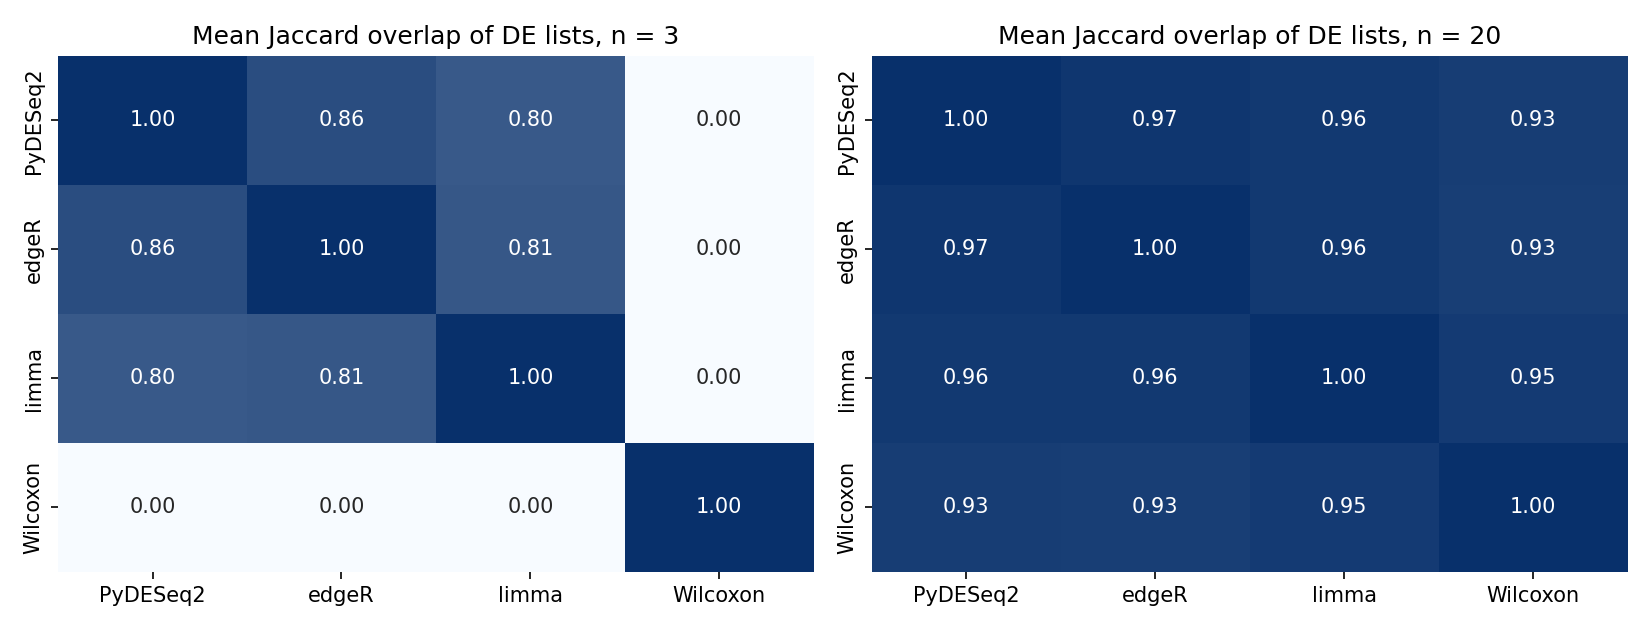 Mean Jaccard overlap of DE lists, n = 3
PyDESeq2
1.00 0.86 0.80 0.00
edgeR
0.86 1.00 0.81 0.00
limma
0.80 0.81 1.00 0.00
Wilcoxon
0.00 0.00 0.00 1.00
PyDESeq2 edgeR limma Wilcoxon
Mean Jaccard overlap of DE lists, n = 20
PyDESeq2
1.00 0.97 0.96 0.93
edgeR
0.97 1.00 0.96 0.93
limma
0.96 0.96 1.00 0.95
Wilcoxon
0.93 0.93 0.95 1.00
PyDESeq2 edgeR limma Wilcoxon